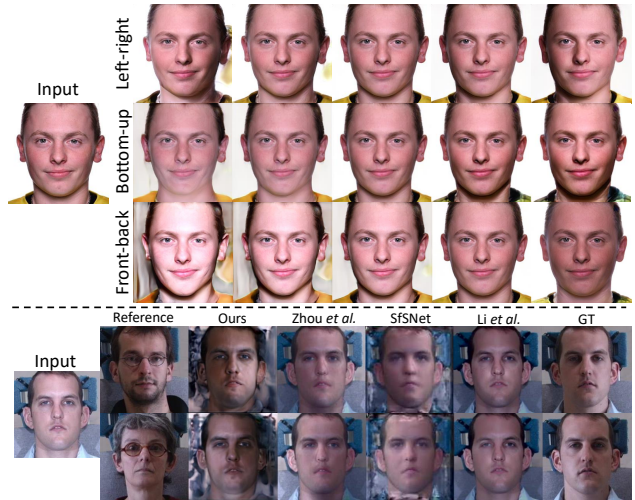 Input
Left-right
Bottom-up
Front-back
Reference Ours Zhou et al. SfSNet Li et al. GT
Input